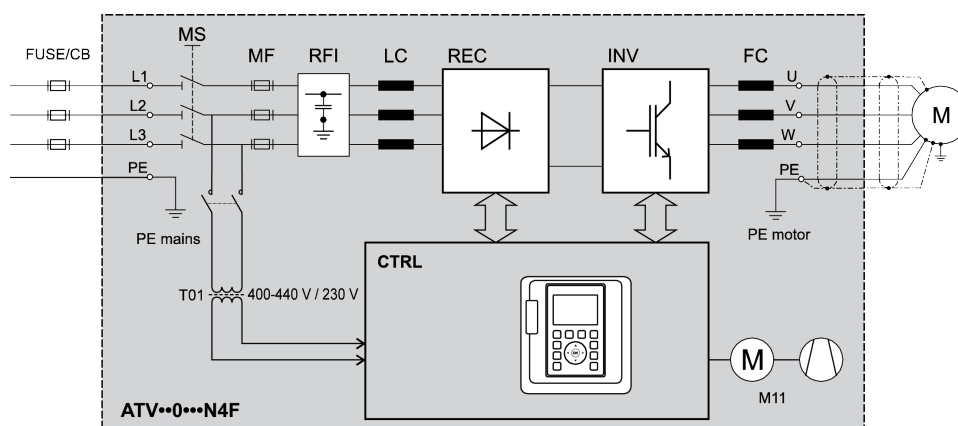 FUSE/CB
MS
MF
RFI
LC
REC
INV
FC
L1
L2
L3
PE
U
V
W
PE
M
PE mains
PE motor
CTRL
T01
400-440 V / 230 V
OK
M
M11
ATV••0•••N4F